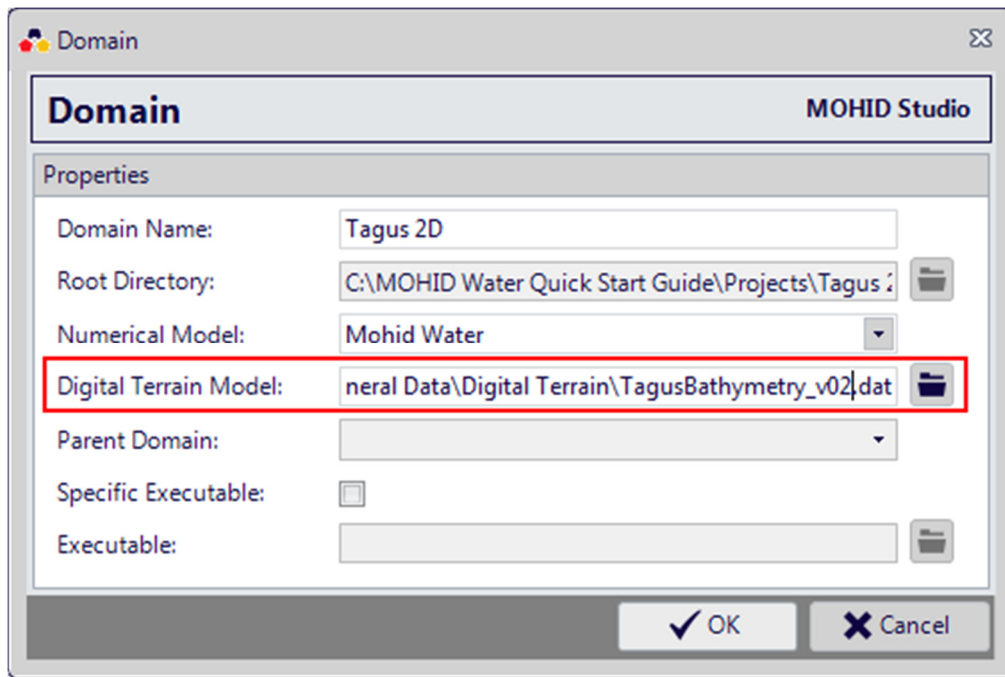 Domain
Domain MOHID Studio
Properties
Domain Name: Tagus 2D
Root Directory: C:\MOHID Water Quick Start Guide\Projects\Tagus 2
Numerical Model: Mohid Water
Digital Terrain Model: neral Data\Digital Terrain\TagusBathymetry_v02.dat
Parent Domain:
Specific Executable:
Executable:
OK Cancel